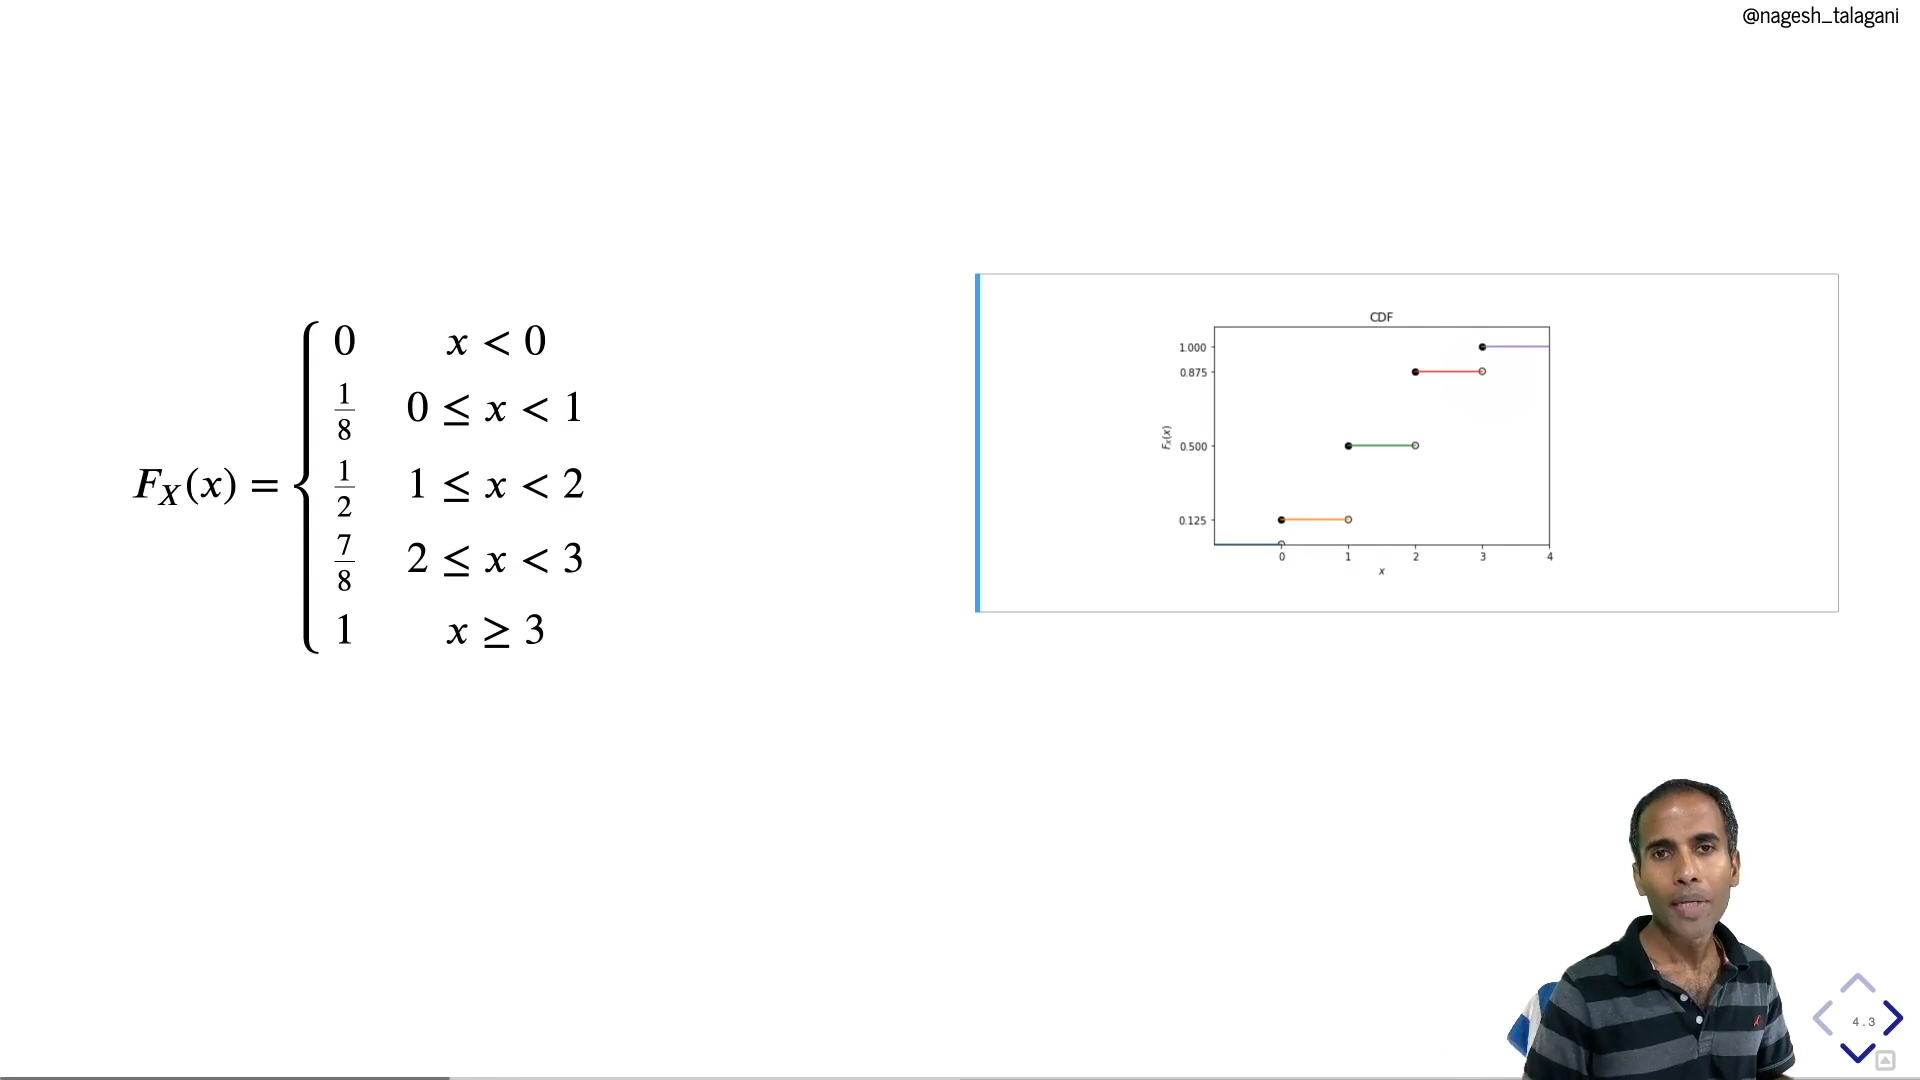 @nagesh_talagani
F_X(x) = { 0 x < 0
1/8 0 ≤ x < 1
1/2 1 ≤ x < 2
7/8 2 ≤ x < 3
1 x ≥ 3
CDF
1.000
0.875
0.500
0.125
F_X(x)
0 1 2 3 4
x
4.3